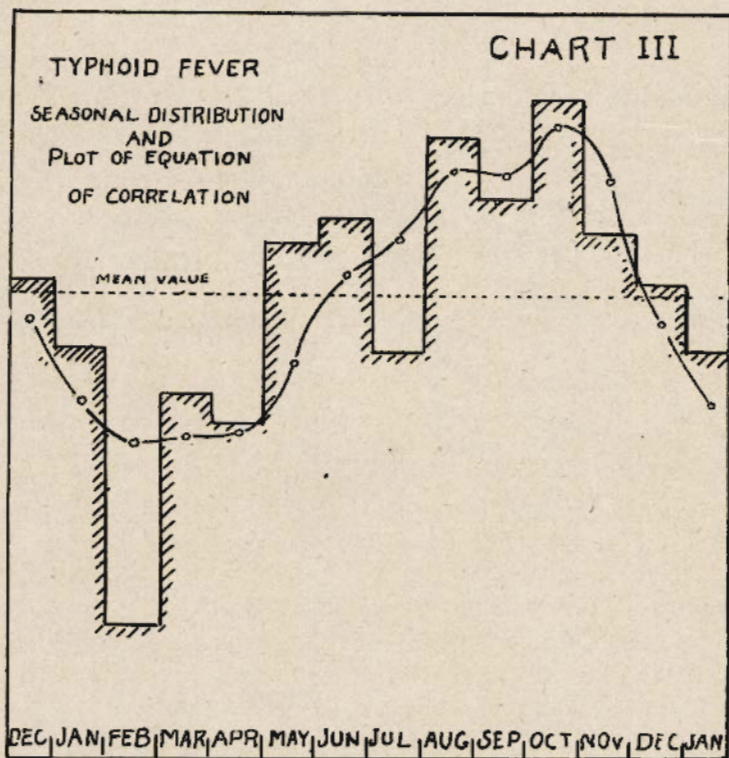 CHART III
TYPHOID FEVER
SEASONAL DISTRIBUTION
AND
PLOT OF EQUATION
OF CORRELATION
MEAN VALUE
DEC JAN FEB MAR APR MAY JUN JUL AUG SEP OCT NOV DEC JAN